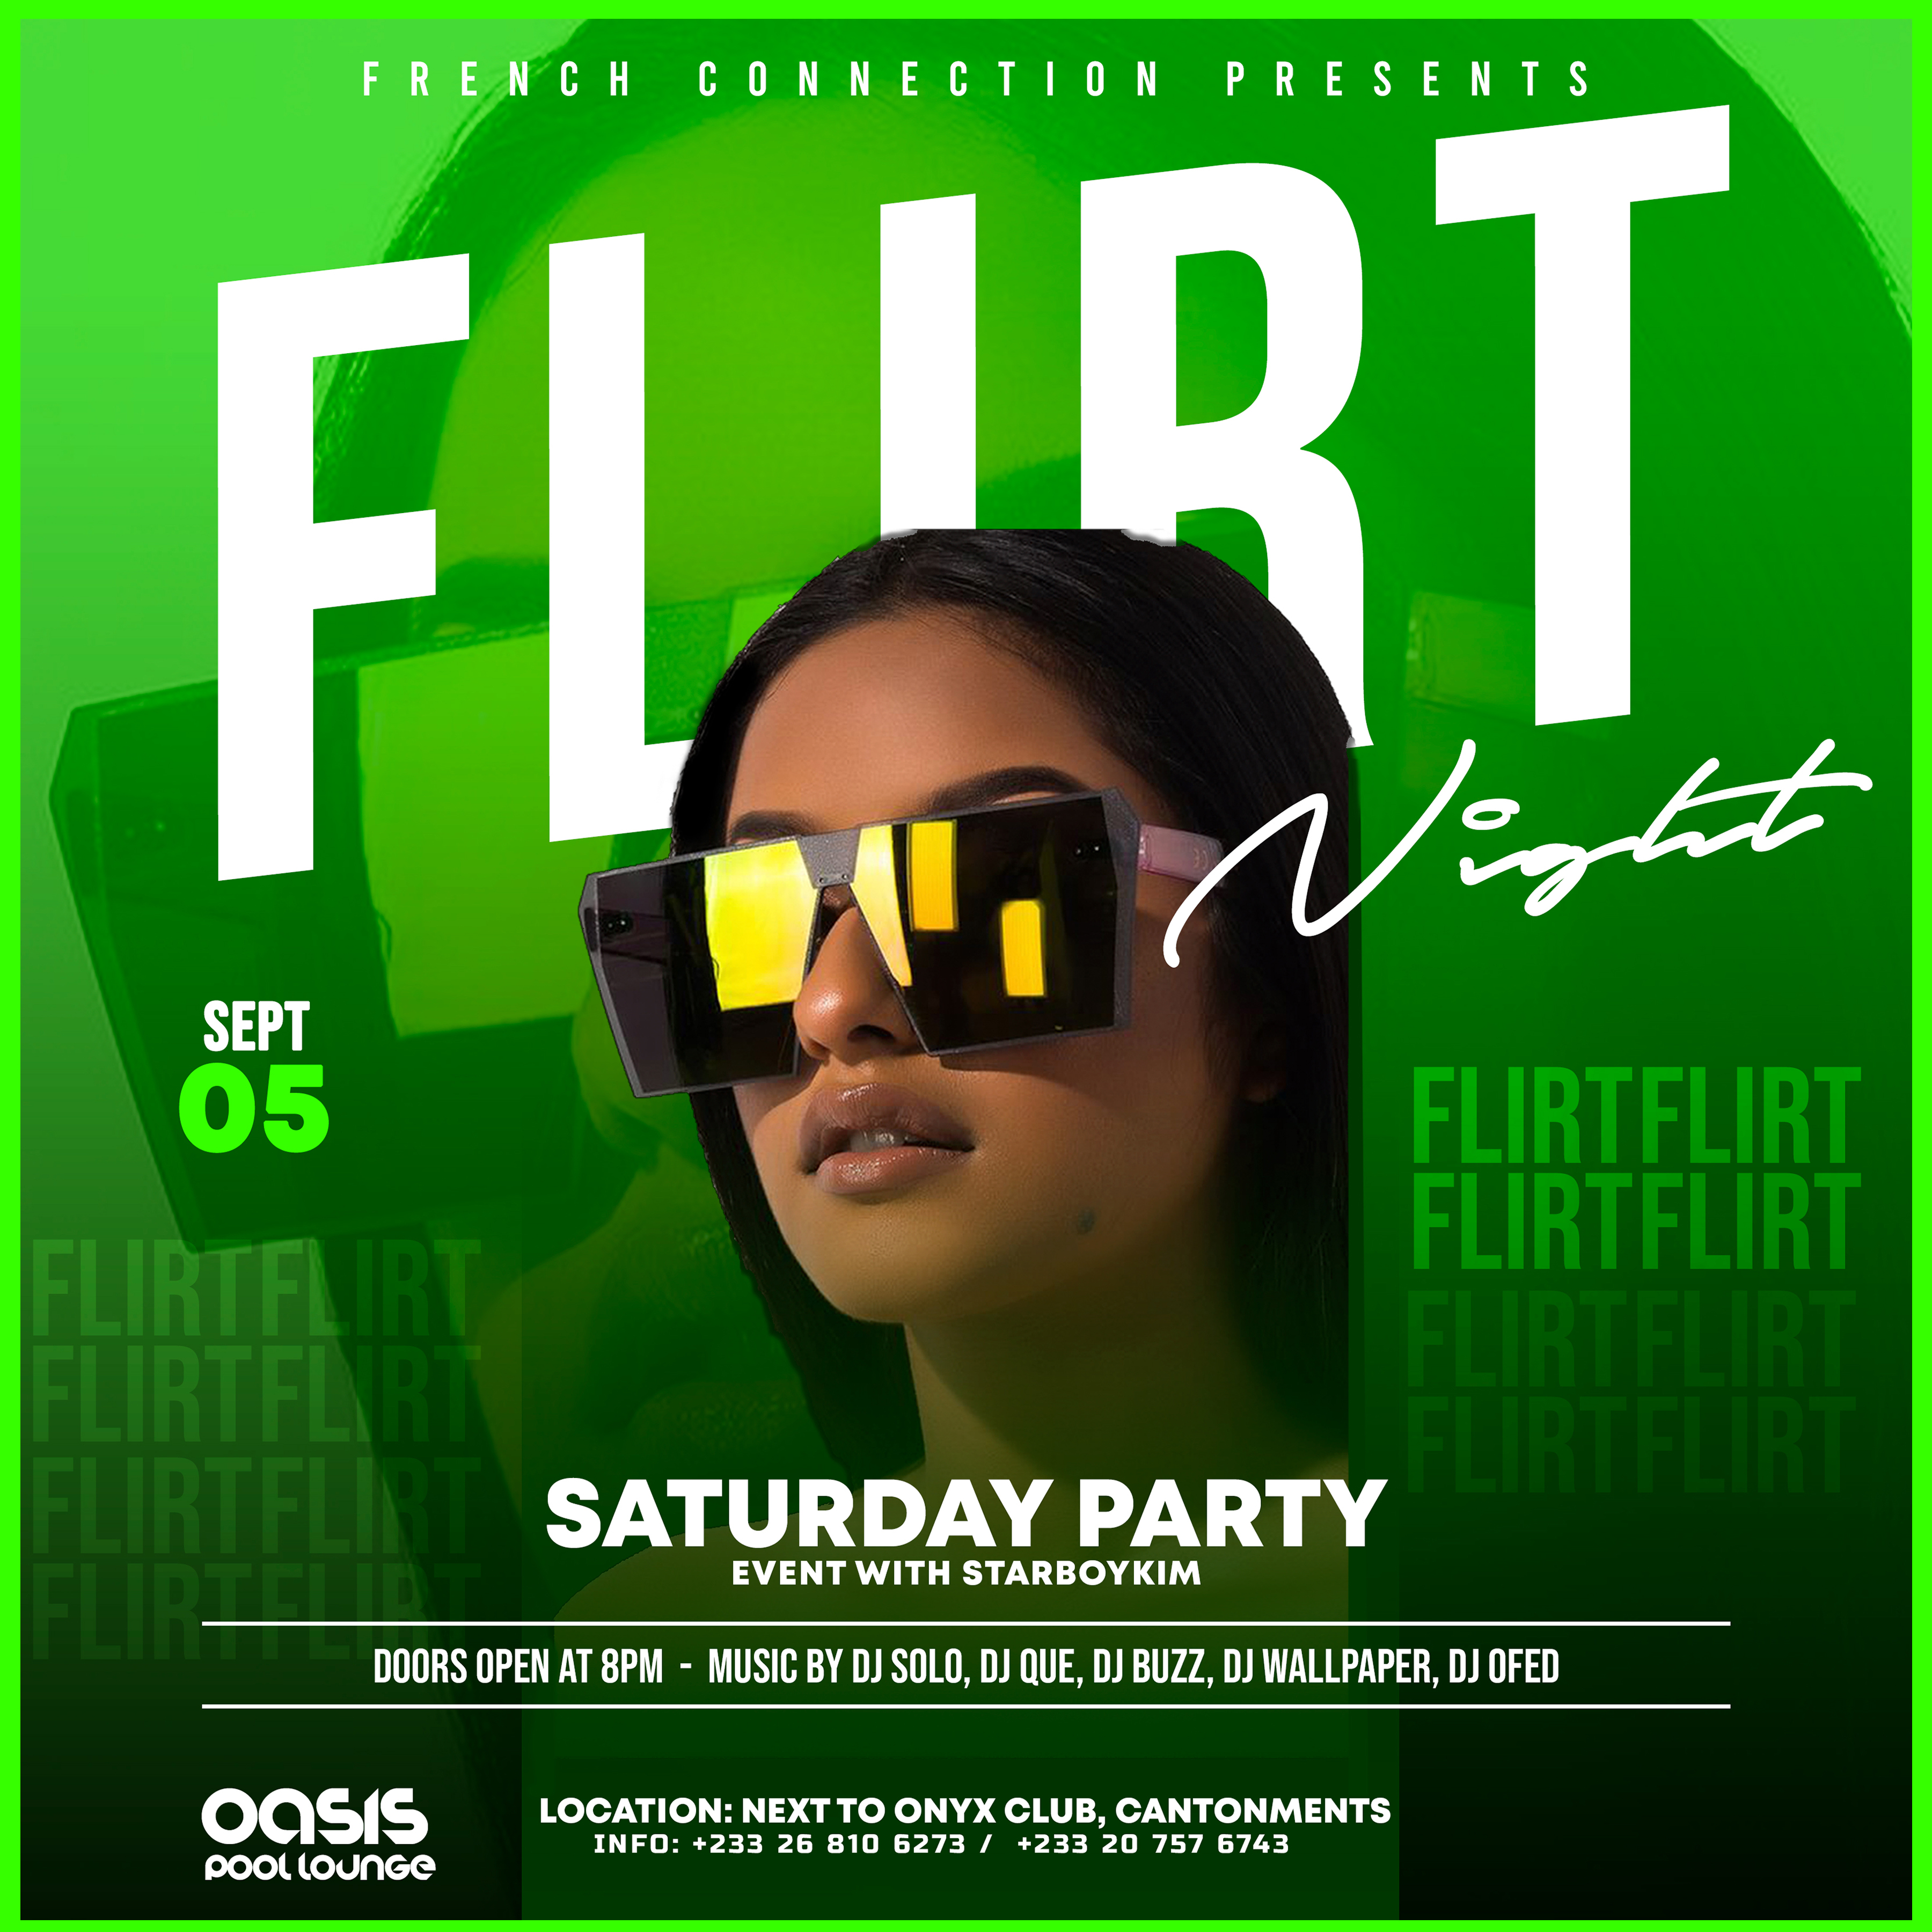 FRENCH CONNECTION PRESENTS
FLIRT
Night
SEPT
05
FLIRTFLIRT
FLIRTFLIRT
FLIRTFLIRT
FLIRTFLIRT
FLIRTFLIRT
FLIRTFLIRT
FLIRTFLIRT
FLIRTFLIRT
SATURDAY PARTY
EVENT WITH STARBOYKIM
DOORS OPEN AT 8PM - MUSIC BY DJ SOLO, DJ QUE, DJ BUZZ, DJ WALLPAPER, DJ OFED
OASIS
POOL LOUNGE
LOCATION: NEXT TO ONYX CLUB, CANTONMENTS
INFO: +233 26 810 6273 / +233 20 757 6743